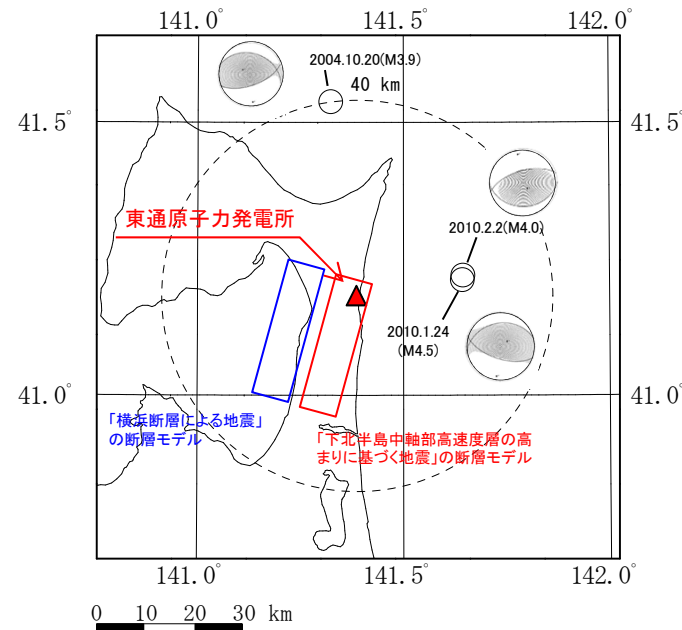 141.0°
141.5°
142.0°
2004.10.20(M3.9)
40 km
41.5°
41.5°
東通原子力発電所
2010.2.2(M4.0)
2010.1.24
(M4.5)
41.0°
41.0°
「横浜断層による地震」
の断層モデル
「下北半島中軸部高速度層の高
まりに基づく地震」の断層モデル
141.0°
141.5°
142.0°
0 10 20 30 km